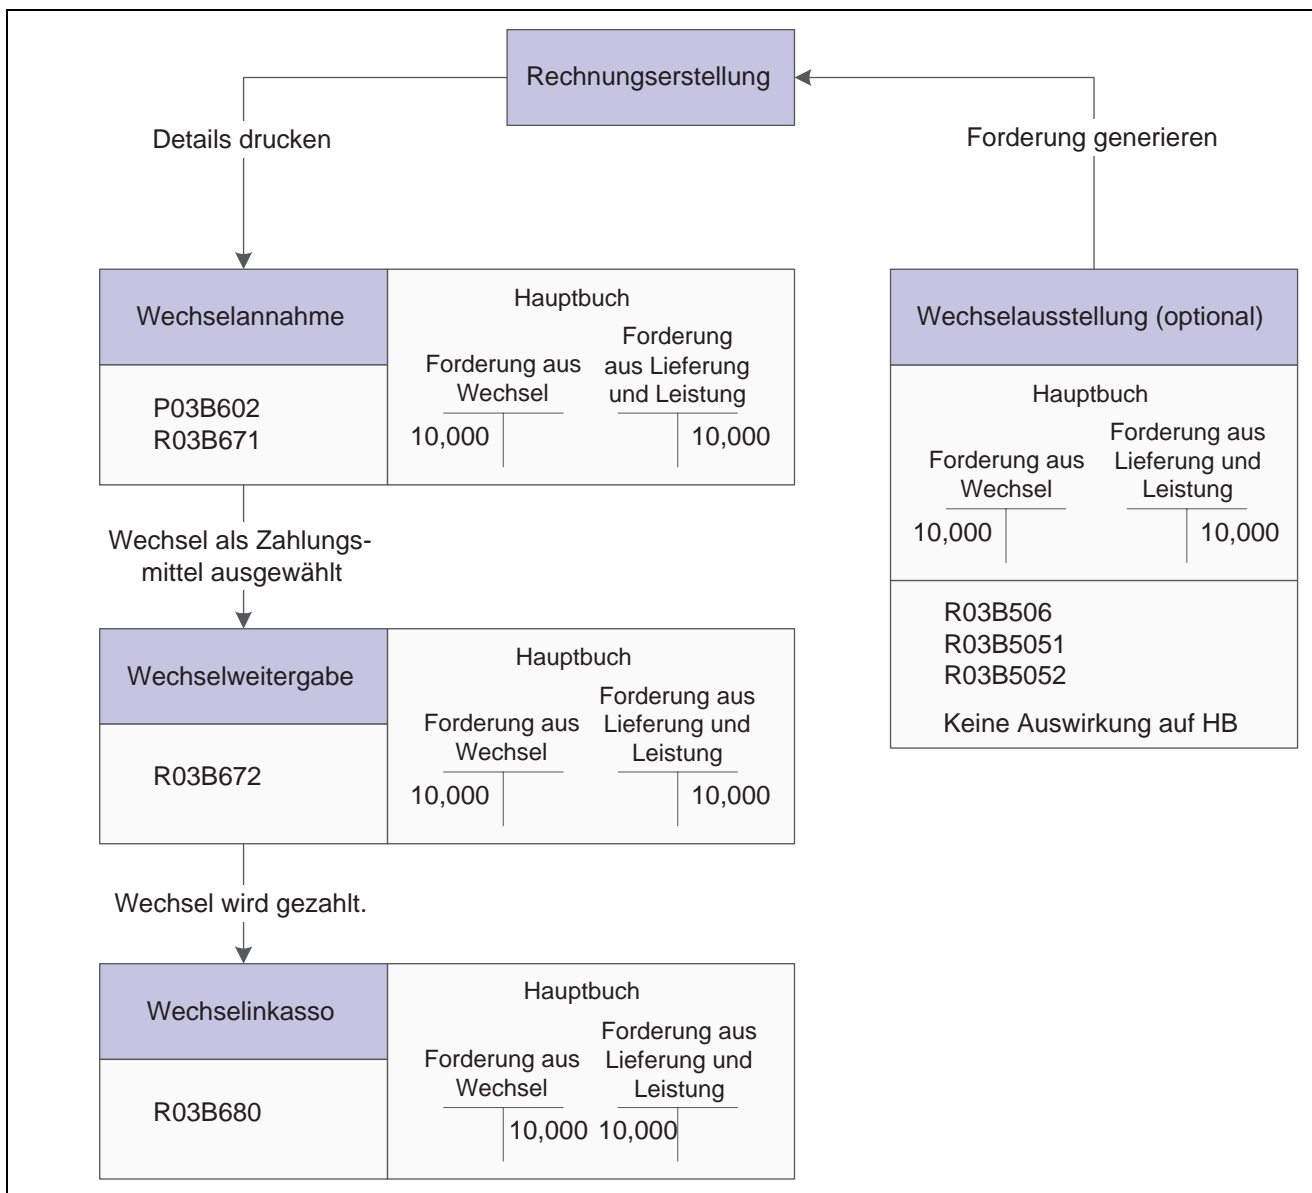 Rechnungserstellung
Details drucken
Forderung generieren
Wechselannahme
P03B602
R03B671
Hauptbuch
Forderung aus
Wechsel
Forderung
aus Lieferung
und Leistung
10,000
10,000
Wechsel als Zahlungs-
mittel ausgewählt
Wechselweitergabe
R03B672
Hauptbuch
Forderung aus
Wechsel
Forderung aus
Lieferung und
Leistung
10,000
10,000
Wechsel wird gezahlt.
Wechselinkasso
R03B680
Hauptbuch
Forderung aus
Wechsel
Forderung aus
Lieferung und
Leistung
10,000
10,000
Wechselausstellung (optional)
Hauptbuch
Forderung aus
Wechsel
Forderung aus
Lieferung und
Leistung
10,000
10,000
R03B506
R03B5051
R03B5052
Keine Auswirkung auf HB